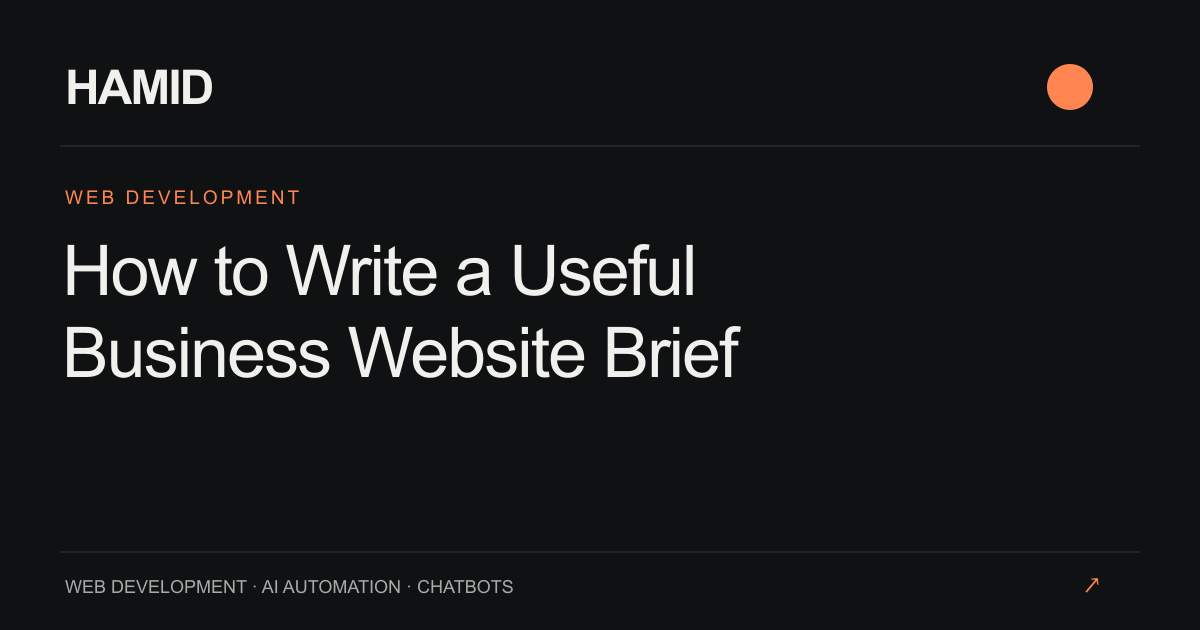 HAMID
WEB DEVELOPMENT
How to Write a Useful
Business Website Brief
WEB DEVELOPMENT · AI AUTOMATION · CHATBOTS
↗